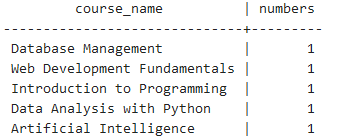 course_name | numbers
----------------------------+---------
Database Management | 1
Web Development Fundamentals | 1
Introduction to Programming | 1
Data Analysis with Python | 1
Artificial Intelligence | 1